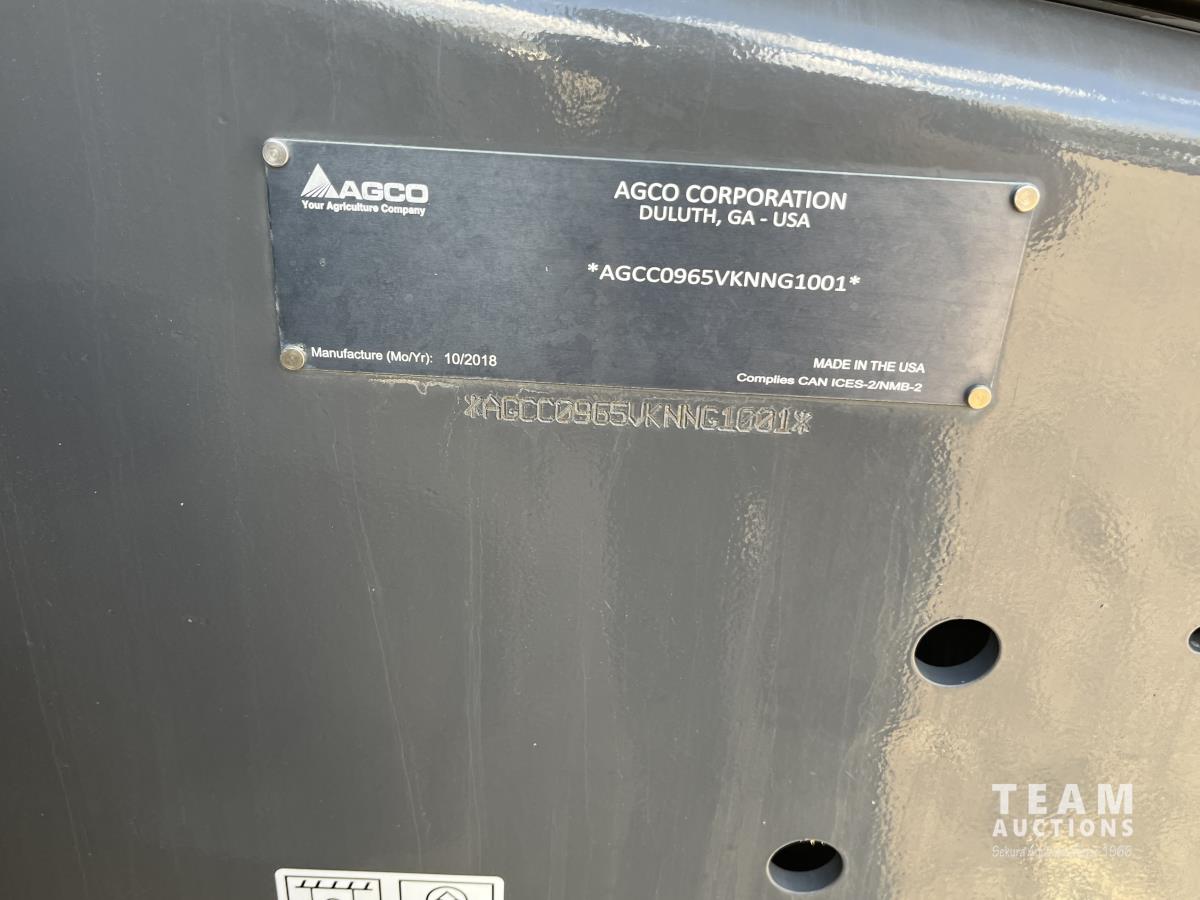 AGCO
Your Agriculture Company
AGCO CORPORATION
DULUTH, GA - USA
*AGCC0965VKNNG1001*
Manufacture (Mo/Yr): 10/2018
MADE IN THE USA
Complies CAN ICES-2/NMB-2
*AGCC0965VKNNG1001*
TEAM
AUCTIONS
1966